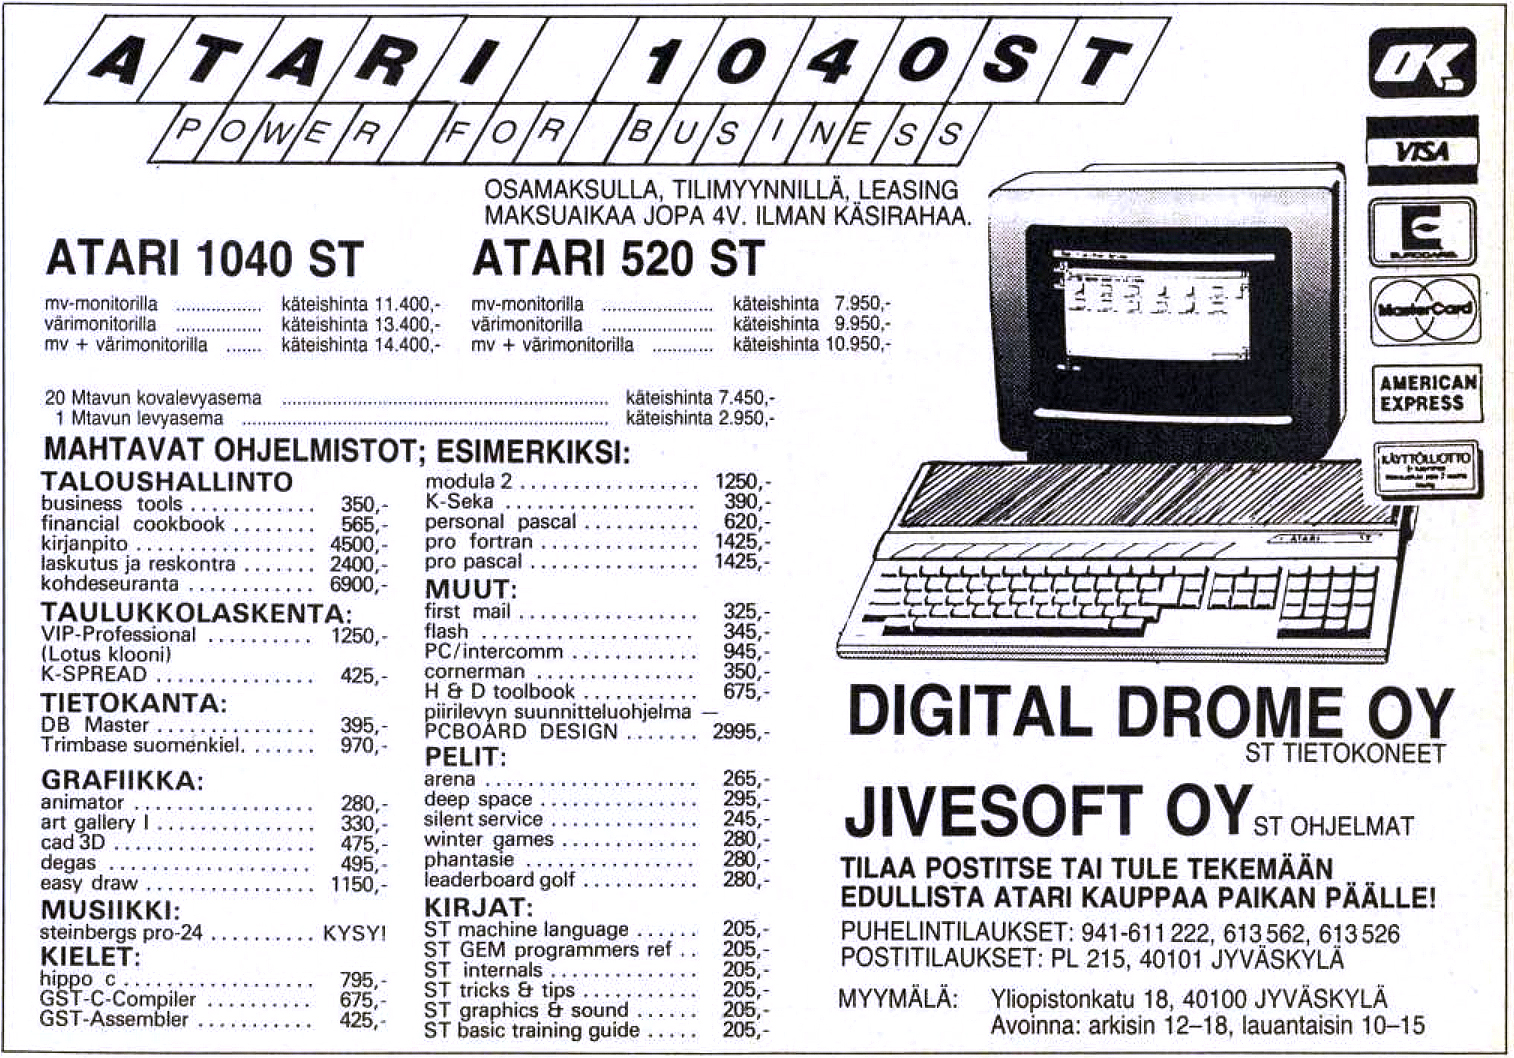 ATARI 1040ST
POWER FOR BUSINESS
OSAMAKSULLA, TILIMYYNNILLÄ, LEASING
MAKSUAIKAA JOPA 4V. ILMAN KÄSIRAHAA.
ATARI 1040 ST
mv-monitorilla ................. käteishinta 11.400,-
värimonitorilla ................. käteishinta 13.400,-
mv + värimonitorilla ....... käteishinta 14.400,-
ATARI 520 ST
mv-monitorilla ...................... käteishinta 7.950,-
värimonitorilla ...................... käteishinta 9.950,-
mv + värimonitorilla ............ käteishinta 10.950,-
20 Mtavun kovalevyasema ................................................................ käteishinta 7.450,-
1 Mtavun levyasema ........................................................................ käteishinta 2.950,-
MAHTAVAT OHJELMISTOT; ESIMERKIKSI:
TALOUSHALLINTO
business tools ............. 350,-
financial cookbook ........ 565,-
kirjanpito .................. 4500,-
laskutus ja reskontra ....... 2400,-
kohdeseuranta ............ 6900,-
TAULUKKOLASKENTA:
VIP-Professional .......... 1250,-
(Lotus klooni)
K-SPREAD ............... 425,-
TIETOKANTA:
DB Master ................ 395,-
Trimbase suomenkiel. ...... 970,-
GRAFIIKKA:
animator .................. 280,-
art gallery I ................ 330,-
cad 3D .................... 475,-
degas .................... 495,-
easy draw ................. 1150,-
MUSIIKKI:
steinbergs pro-24 .......... KYSY!
KIELET:
hippo c ................... 795,-
GST-C-Compiler ........... 675,-
GST-Assembler ............ 425,-
modula 2 .................. 1250,-
K-Seka ................... 390,-
personal pascal ........... 620,-
pro fortran ................ 1425,-
pro pascal ................. 1425,-
MUUT:
first mail .................. 325,-
flash ..................... 345,-
PC/intercomm ............. 945,-
cornerman ................. 350,-
H & D toolbook ............ 675,-
piirilevyn suunnitteluohjelma —
PCBOARD DESIGN ....... 2995,-
PELIT:
arena ..................... 265,-
deep space ................ 295,-
silent service ............... 245,-
winter games .............. 280,-
phantasie ................. 280,-
leaderboard golf ............ 280,-
KIRJAT:
ST machine language ...... 205,-
ST GEM programmers ref .. 205,-
ST internals ............... 205,-
ST tricks & tips ............ 205,-
ST graphics & sound ....... 205,-
ST basic training guide ..... 205,-
OK
VISA
EUROCARD
MasterCard
AMERICAN
EXPRESS
KÄYTTÖLUOTTO
ATARI
DIGITAL DROME OY
ST TIETOKONEET
JIVESOFT OY ST OHJELMAT
TILAA POSTITSE TAI TULE TEKEMÄÄN
EDULLISTA ATARI KAUPPAA PAIKAN PÄÄLLE!
PUHELINTILAUKSET: 941-611 222, 613 562, 613 526
POSTITILAUKSET: PL 215, 40101 JYVÄSKYLÄ
MYYMÄLÄ: Yliopistonkatu 18, 40100 JYVÄSKYLÄ
Avoinna: arkisin 12–18, lauantaisin 10–15